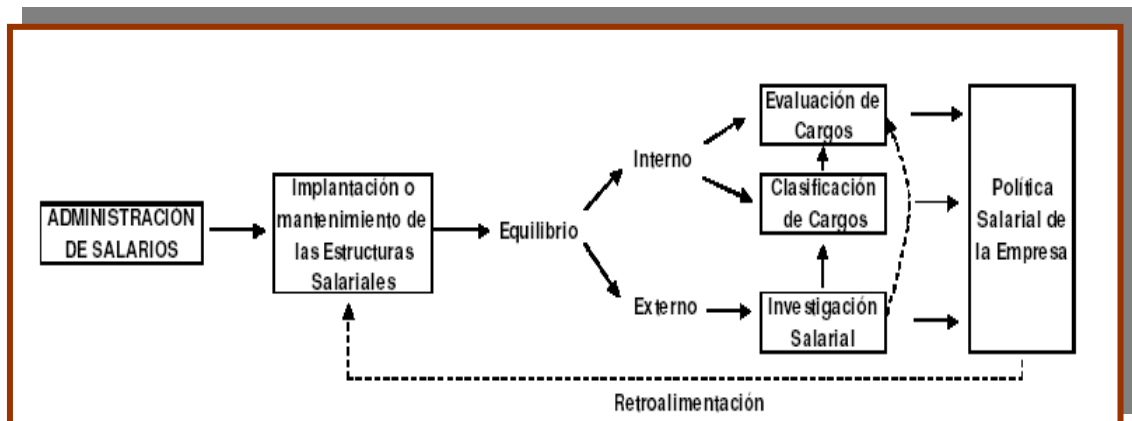 ADMINISTRACIÓN
DE SALARIOS
Implantación o
mantenimiento de
las Estructuras
Salariales
Equilibrio
Interno
Externo
Evaluación de
Cargos
Clasificación
de Cargos
Investigación
Salarial
Política
Salarial de
la Empresa
Retroalimentación